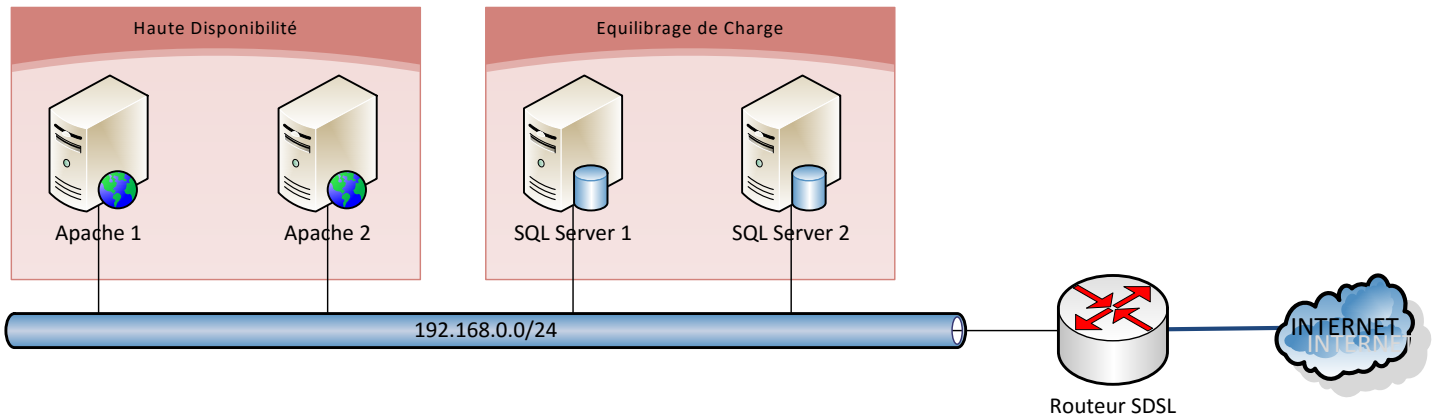 Haute Disponibilité
Equilibrage de Charge
Apache 1
Apache 2
SQL Server 1
SQL Server 2
192.168.0.0/24
INTERNET
Routeur SDSL